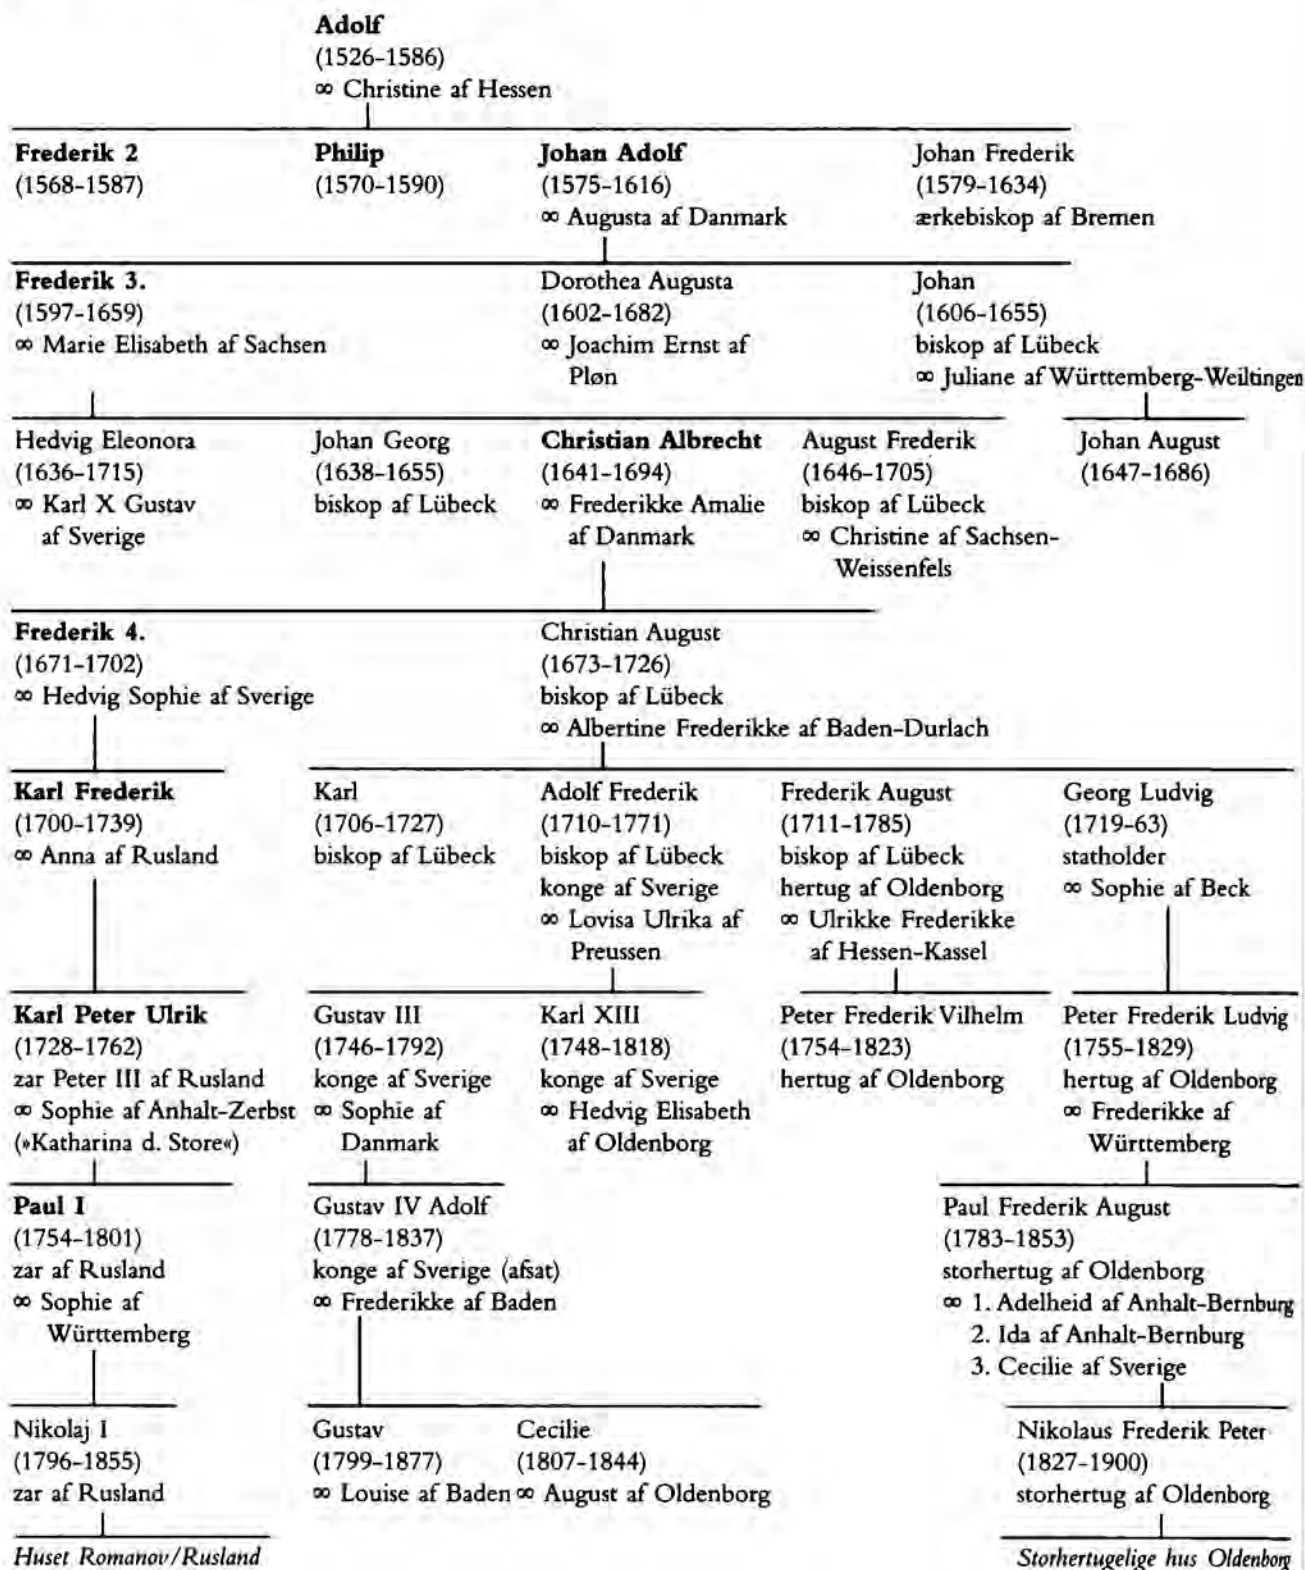 Adolf
(1526-1586)
∞ Christine af Hessen
Frederik 2
(1568-1587)
Philip
(1570-1590)
Johan Adolf
(1575-1616)
∞ Augusta af Danmark
Johan Frederik
(1579-1634)
ærkebiskop af Bremen
Frederik 3.
(1597-1659)
∞ Marie Elisabeth af Sachsen
Dorothea Augusta
(1602-1682)
∞ Joachim Ernst af
Pløn
Johan
(1606-1655)
biskop af Lübeck
∞ Juliane af Württemberg-Weiltingen
Hedvig Eleonora
(1636-1715)
∞ Karl X Gustav
af Sverige
Johan Georg
(1638-1655)
biskop af Lübeck
Christian Albrecht
(1641-1694)
∞ Frederikke Amalie
af Danmark
August Frederik
(1646-1705)
biskop af Lübeck
∞ Christine af Sachsen-
Weissenfels
Johan August
(1647-1686)
Frederik 4.
(1671-1702)
∞ Hedvig Sophie af Sverige
Christian August
(1673-1726)
biskop af Lübeck
∞ Albertine Frederikke af Baden-Durlach
Karl Frederik
(1700-1739)
∞ Anna af Rusland
Karl
(1706-1727)
biskop af Lübeck
Adolf Frederik
(1710-1771)
biskop af Lübeck
konge af Sverige
∞ Lovisa Ulrika af
Preussen
Frederik August
(1711-1785)
biskop af Lübeck
hertug af Oldenborg
∞ Ulrikke Frederikke
af Hessen-Kassel
Georg Ludvig
(1719-63)
statholder
∞ Sophie af Beck
Karl Peter Ulrik
(1728-1762)
zar Peter III af Rusland
∞ Sophie af Anhalt-Zerbst
(»Katharina d. Store«)
Gustav III
(1746-1792)
konge af Sverige
∞ Sophie af
Danmark
Karl XIII
(1748-1818)
konge af Sverige
∞ Hedvig Elisabeth
af Oldenborg
Peter Frederik Vilhelm
(1754-1823)
hertug af Oldenborg
Peter Frederik Ludvig
(1755-1829)
hertug af Oldenborg
∞ Frederikke af
Württemberg
Paul I
(1754-1801)
zar af Rusland
∞ Sophie af
Württemberg
Gustav IV Adolf
(1778-1837)
konge af Sverige (afsat)
∞ Frederikke af Baden
Paul Frederik August
(1783-1853)
storhertug af Oldenborg
∞ 1. Adelheid af Anhalt-Bernburg
2. Ida af Anhalt-Bernburg
3. Cecilie af Sverige
Nikolaj I
(1796-1855)
zar af Rusland
Gustav
(1799-1877)
∞ Louise af Baden
Cecilie
(1807-1844)
∞ August af Oldenborg
Nikolaus Frederik Peter
(1827-1900)
storhertug af Oldenborg
Huset Romanov/Rusland
Storhertugelige hus Oldenborg